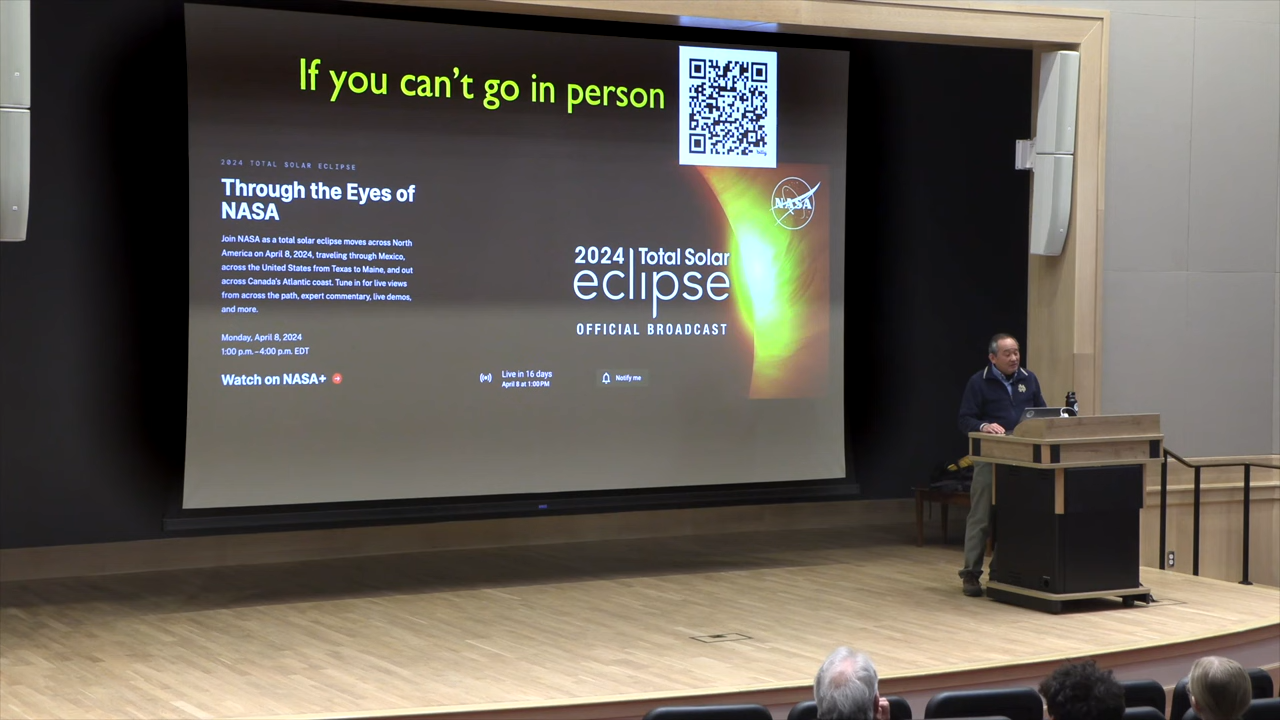 If you can't go in person
2024 TOTAL SOLAR ECLIPSE
Through the Eyes of
NASA
Join NASA as a total solar eclipse moves across North
America on April 8, 2024, traveling through Mexico,
across the United States from Texas to Maine, and out
across Canada's Atlantic coast. Tune in for live views
from across the path, expert commentary, live demos,
and more.
Monday, April 8, 2024
1:00 p.m. – 4:00 p.m. EDT
Watch on NASA+
NASA
2024 | Total Solar
eclipse
OFFICIAL BROADCAST
Live in 16 days
April 8 at 1:00 PM
Notify me